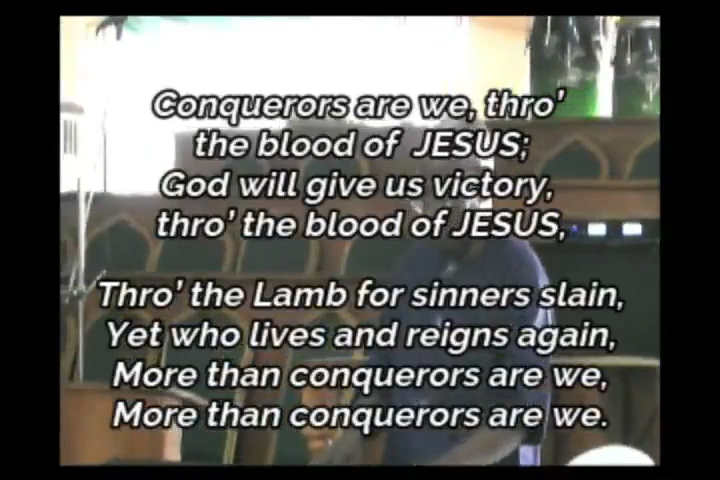 Conquerors are we, thro'
the blood of JESUS;
God will give us victory,
thro' the blood of JESUS,
Thro' the Lamb for sinners slain,
Yet who lives and reigns again,
More than conquerors are we,
More than conquerors are we.